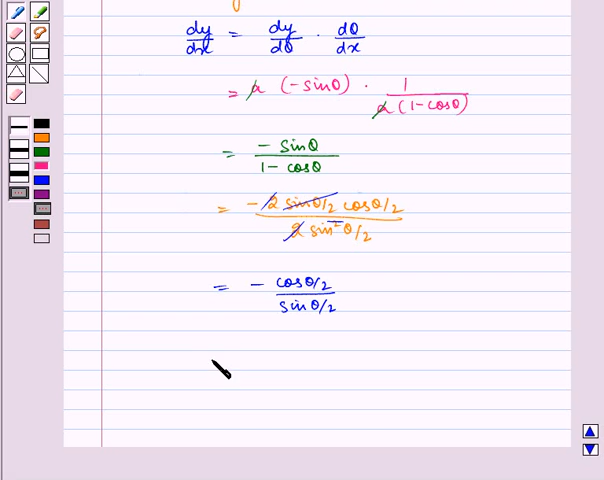 dy/dx = dy/dθ · dθ/dx
= a (-sinθ) · 1/a(1-cosθ)
= -sinθ/1-cosθ
= -2 sinθ/2 cosθ/2 / 2 sin²θ/2
= - cosθ/2 / sinθ/2